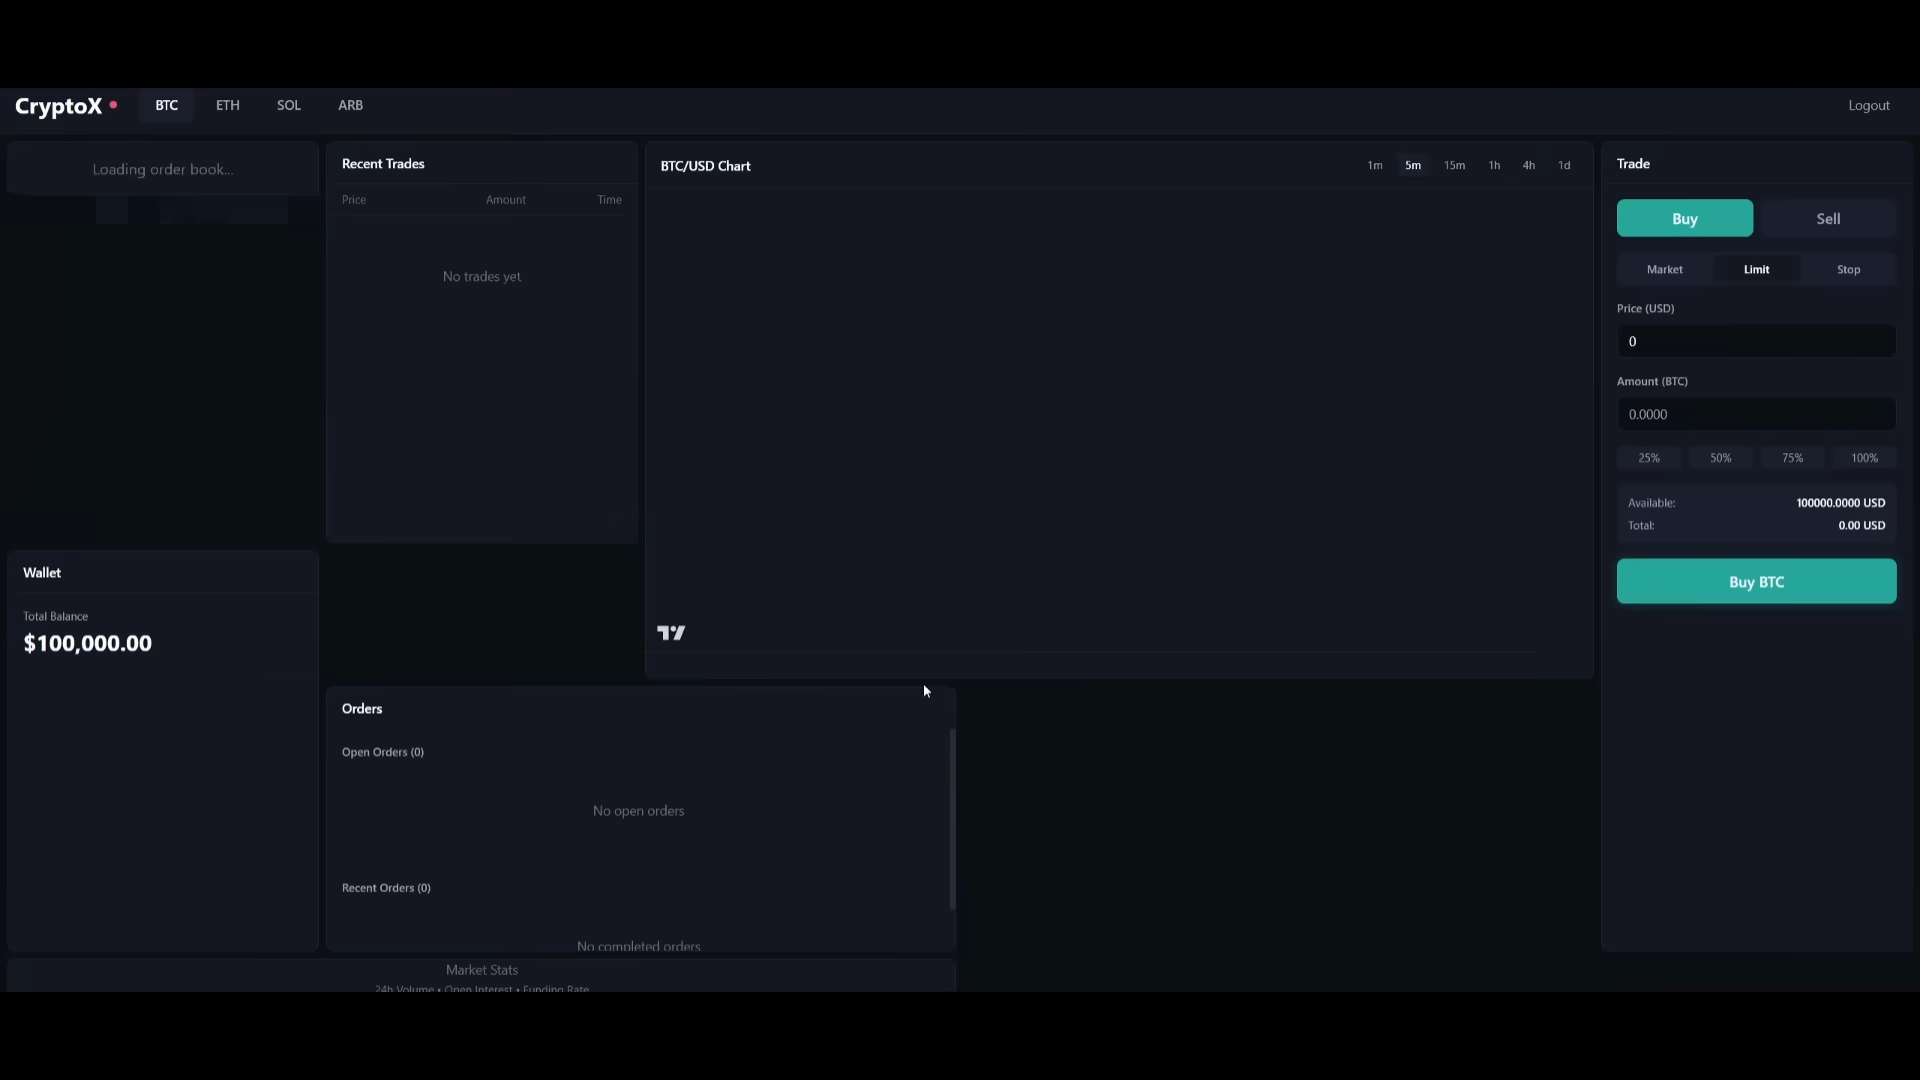 CryptoX BTC ETH SOL ARB Logout
Loading order book...
Recent Trades
Price Amount Time
No trades yet
BTC/USD Chart 1m 5m 15m 1h 4h 1d
Trade
Buy Sell
Market Limit Stop
Price (USD)
0
Amount (BTC)
0.0000
25% 50% 75% 100%
Available: 100000.0000 USD
Total: 0.00 USD
Buy BTC
Wallet
Total Balance
$100,000.00
Orders
Open Orders (0)
No open orders
Recent Orders (0)
No completed orders
Market Stats
24h Volume • Open Interest • Funding Rate